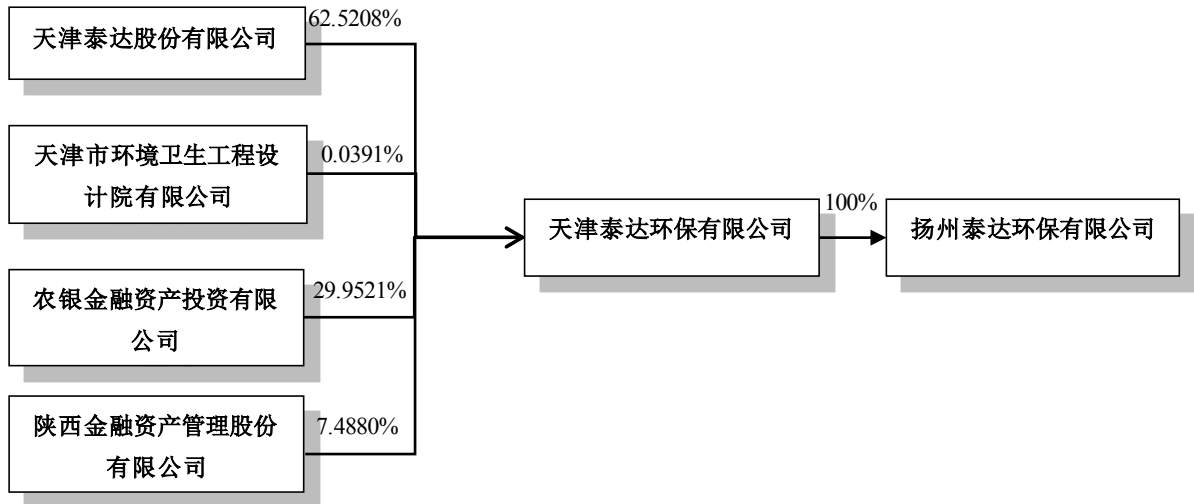 62.5208%
天津泰达股份有限公司
天津市环境卫生工程设
计院有限公司
0.0391%
100%
天津泰达环保有限公司
扬州泰达环保有限公司
农银金融资产投资有限
公司
29.9521%
陕西金融资产管理股份
有限公司
7.4880%